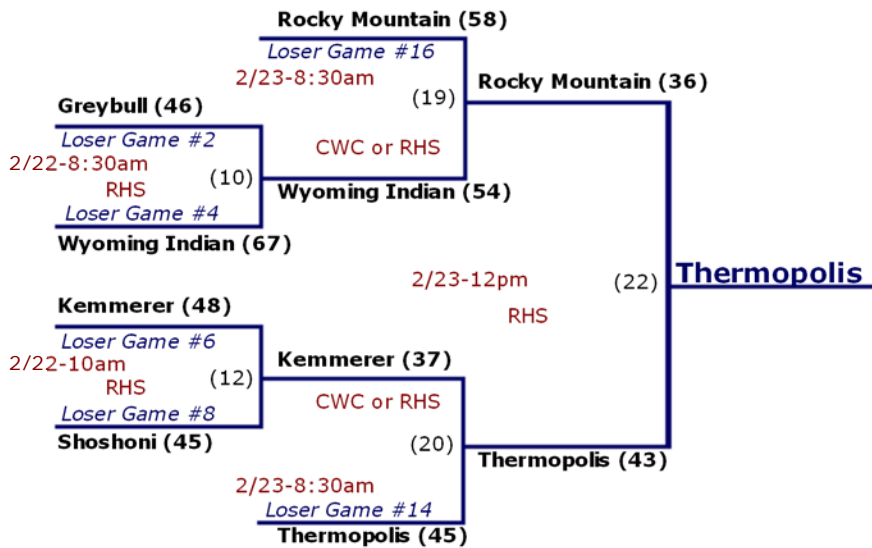 Rocky Mountain (58)
Loser Game #16
2/23-8:30am
(19)
Rocky Mountain (36)
Greybull (46)
Loser Game #2
2/22-8:30am
RHS
(10)
CWC or RHS
Loser Game #4
Wyoming Indian (54)
Wyoming Indian (67)
2/23-12pm
(22)
Thermopolis
RHS
Kemmerer (48)
Loser Game #6
2/22-10am
RHS
(12)
Kemmerer (37)
CWC or RHS
Loser Game #8
Shoshoni (45)
(20)
Thermopolis (43)
2/23-8:30am
Loser Game #14
Thermopolis (45)